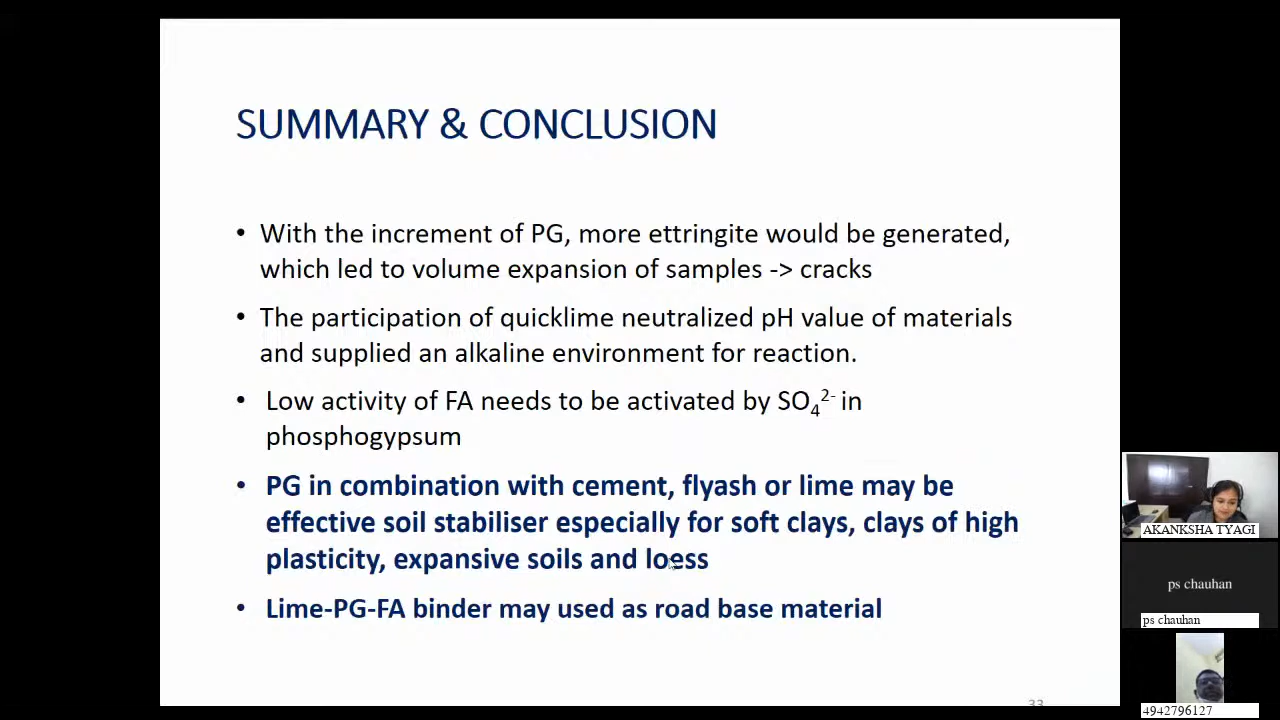 SUMMARY & CONCLUSION
• With the increment of PG, more ettringite would be generated,
which led to volume expansion of samples -> cracks
• The participation of quicklime neutralized pH value of materials
and supplied an alkaline environment for reaction.
• Low activity of FA needs to be activated by SO₄²⁻ in
phosphogypsum
• PG in combination with cement, flyash or lime may be
effective soil stabiliser especially for soft clays, clays of high
plasticity, expansive soils and loess
• Lime-PG-FA binder may used as road base material
33
AKANKSHA TYAGI
ps chauhan
ps chauhan
4942796127